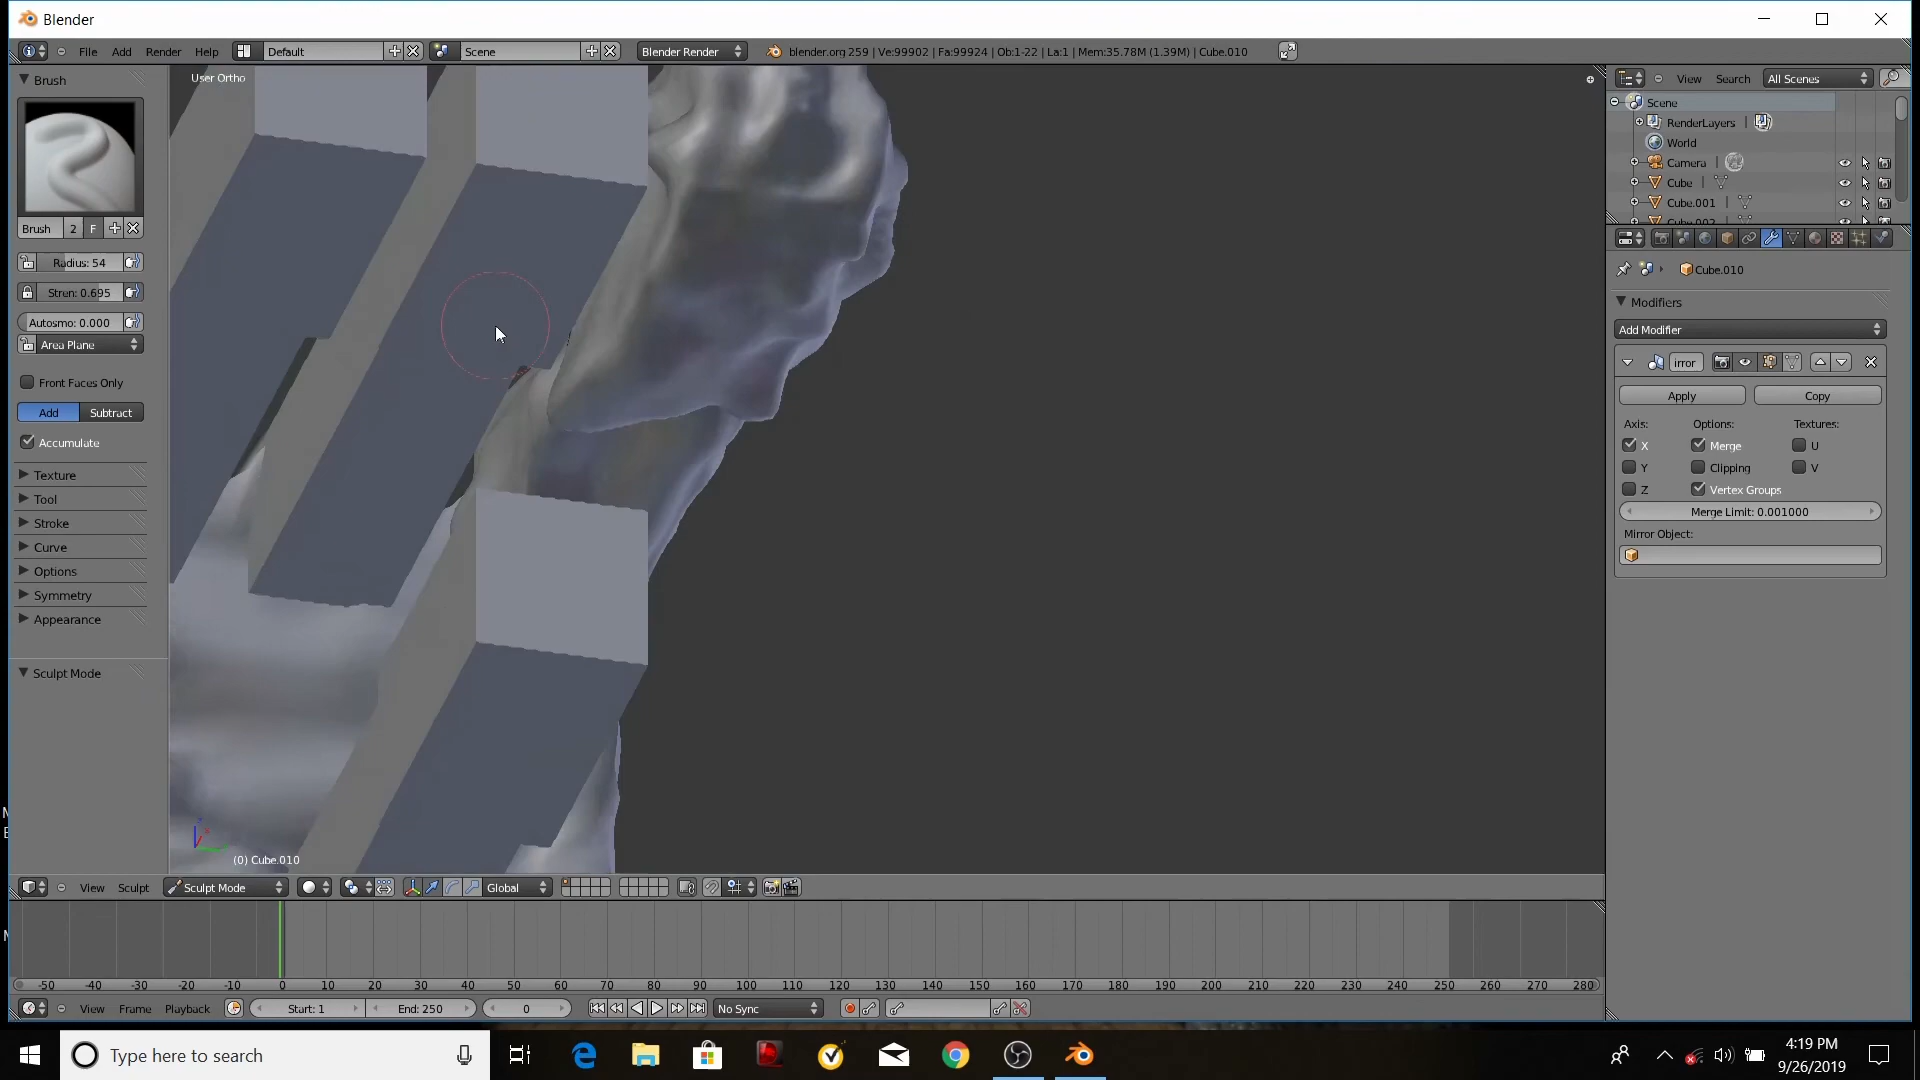 Blender
File Add Render Help Default Scene Blender Render blender.org 259 | Ve:99902 | Fa:99924 | Ob:1-22 | La:1 | Mem:35.78M (1.39M) | Cube.010
Brush
User Ortho
View Search All Scenes
Scene
RenderLayers
World
Camera
Cube
Cube.001
Cube.002
Brush 2 F
Radius: 54
Stren: 0.695
Autosmo: 0.000
Area Plane
Front Faces Only
Add Subtract
Accumulate
Texture
Tool
Stroke
Curve
Options
Symmetry
Appearance
Sculpt Mode
Cube.010
Modifiers
Add Modifier
irror
Apply Copy
Axis: Options: Textures:
X Merge U
Y Clipping V
Z Vertex Groups
Merge Limit: 0.001000
Mirror Object:
(0) Cube.010
View Sculpt Sculpt Mode Global
-50 -40 -30 -20 -10 0 10 20 30 40 50 60 70 80 90 100 110 120 130 140 150 160 170 180 190 200 210 220 230 240 250 260 270 280
View Frame Playback Start: 1 End: 250 0 No Sync
Type here to search
4:19 PM
9/26/2019